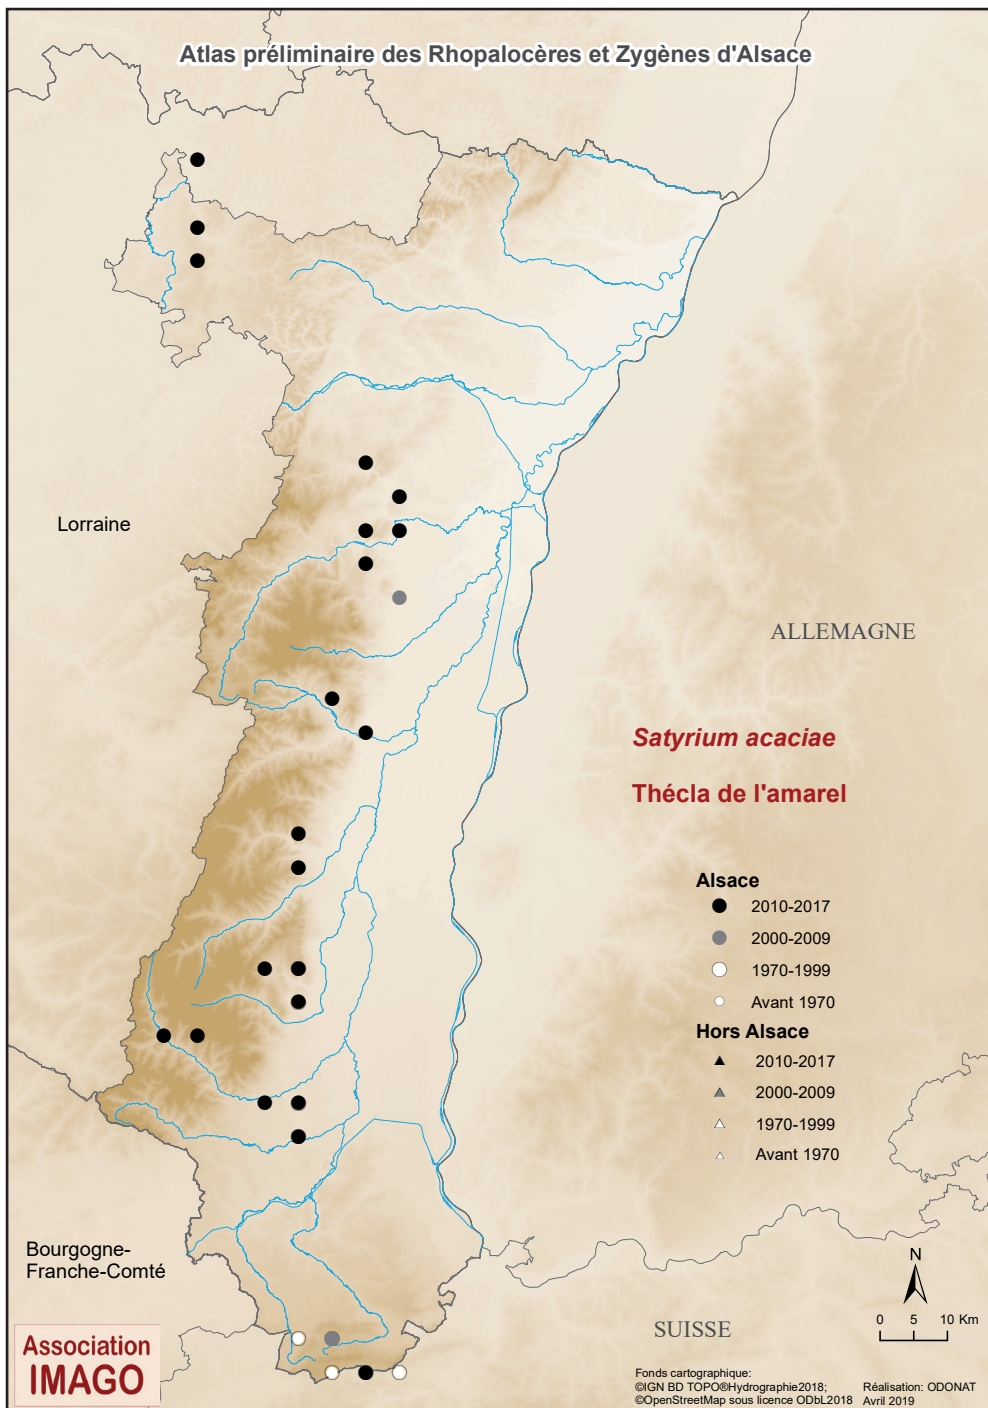 Atlas préliminaire des Rhopalocères et Zygènes d'Alsace
Lorraine
ALLEMAGNE
Satyrium acaciae
Thécla de l'amarel
Alsace
2010-2017
2000-2009
1970-1999
Avant 1970
Hors Alsace
2010-2017
2000-2009
1970-1999
Avant 1970
Bourgogne-
Franche-Comté
N
0 5 10 Km
SUISSE
Association
IMAGO
Fonds cartographique:
©IGN BD TOPO®Hydrographie2018;
©OpenStreetMap sous licence ODbL2018
Réalisation: ODONAT
Avril 2019